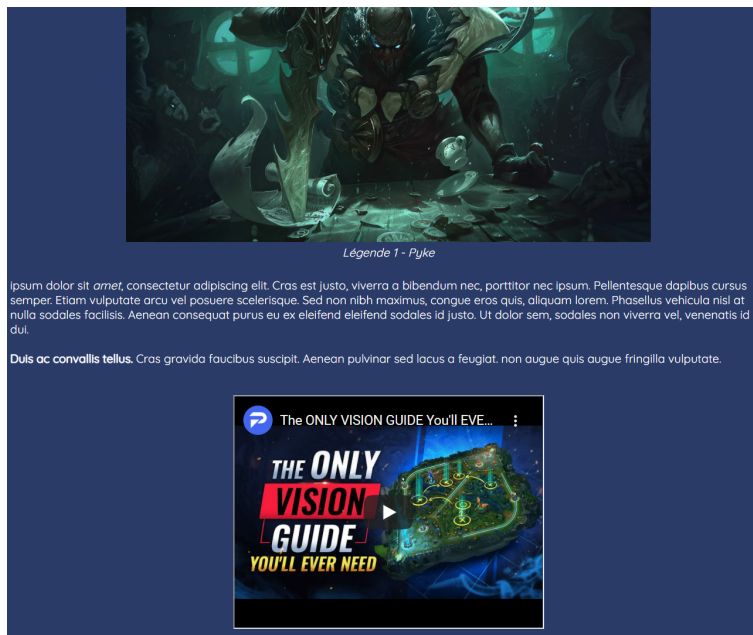 Légende 1 - Pyke
ipsum dolor sit amet, consectetur adipiscing elit. Cras est justo, viverra a bibendum nec, porttitor nec ipsum. Pellentesque dapibus cursus
semper. Etiam vulputate arcu vel posuere scelerisque. Sed non nibh maximus, congue eros quis, aliquam lorem. Phasellus vehicula nisl at
nulla sodales facilisis. Aenean consequat purus eu ex eleifend eleifend sodales id justo. Ut dolor sem, sodales non viverra vel, venenatis id
dui.
Duis ac convallis tellus. Cras gravida faucibus suscipit. Aenean pulvinar sed lacus a feugiat. non augue quis augue fringilla vulputate.
The ONLY VISION GUIDE You'll EVE...
THE ONLY
VISION
GUIDE
YOU'LL EVER NEED